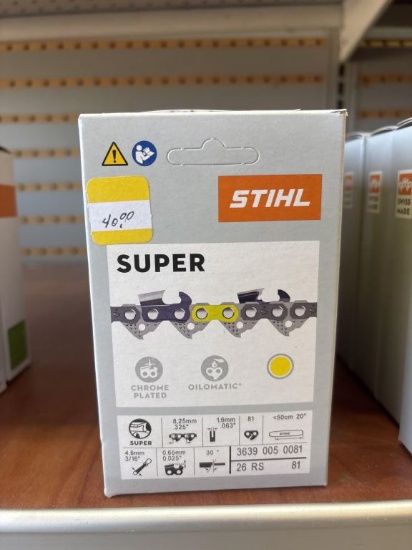 STIHL
40.00
SUPER
CHROME
PLATED
OILOMATIC®
8,25mm 1,6mm 81 <50cm 20"
.325" .063"
SUPER
4,8mm 0,65mm 30° 3639 005 0081
3/16" 0.025" 26 RS 81